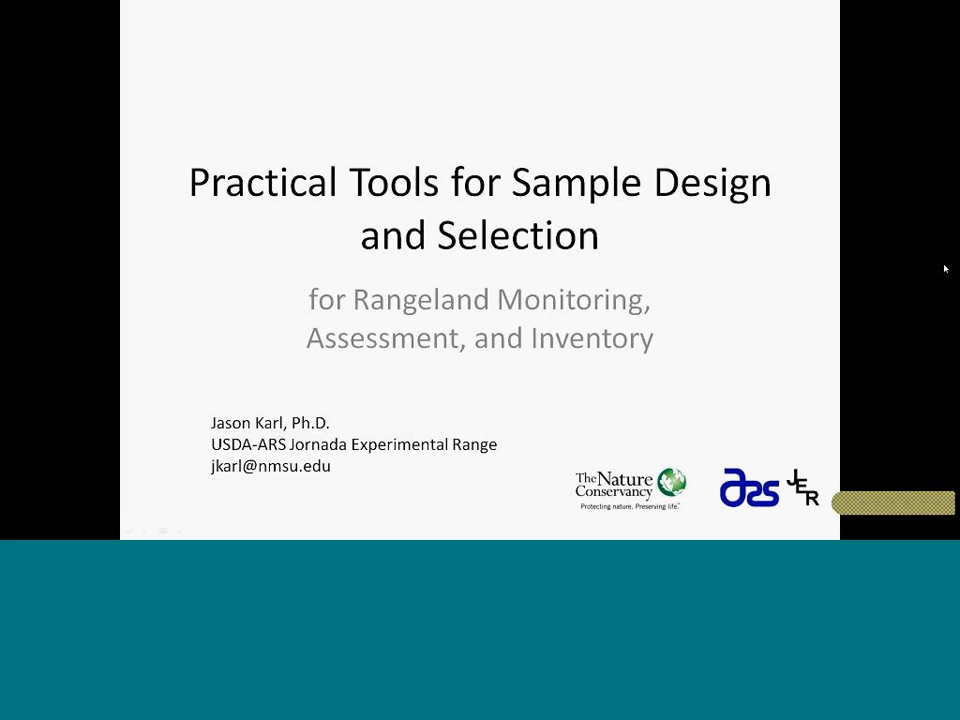 Practical Tools for Sample Design
and Selection
for Rangeland Monitoring,
Assessment, and Inventory
Jason Karl, Ph.D.
USDA-ARS Jornada Experimental Range
jkarl@nmsu.edu
The Nature
Conservancy
Protecting nature. Preserving life.™
ars
JER